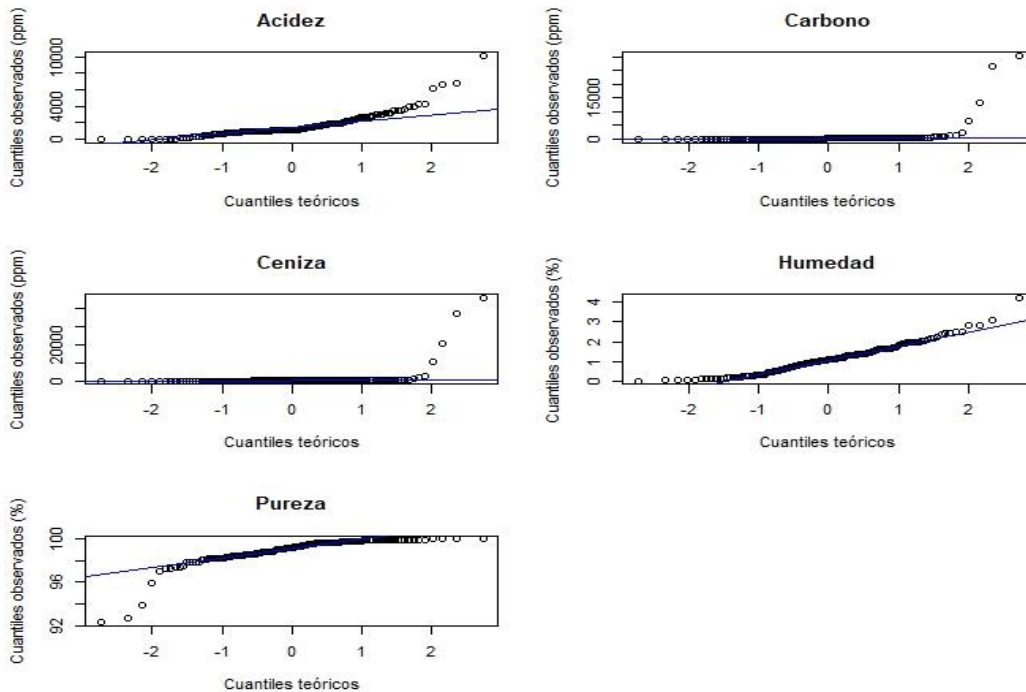 Acidez
Cuantiles observados (ppm)
10000
4000
0
-2 -1 0 1 2
Cuantiles teóricos
Carbono
Cuantiles observados (ppm)
15000
0
-2 -1 0 1 2
Cuantiles teóricos
Ceniza
Cuantiles observados (ppm)
20000
0
-2 -1 0 1 2
Cuantiles teóricos
Humedad
Cuantiles observados (%)
4
3
2
1
0
-2 -1 0 1 2
Cuantiles teóricos
Pureza
Cuantiles observados (%)
100
96
92
-2 -1 0 1 2
Cuantiles teóricos